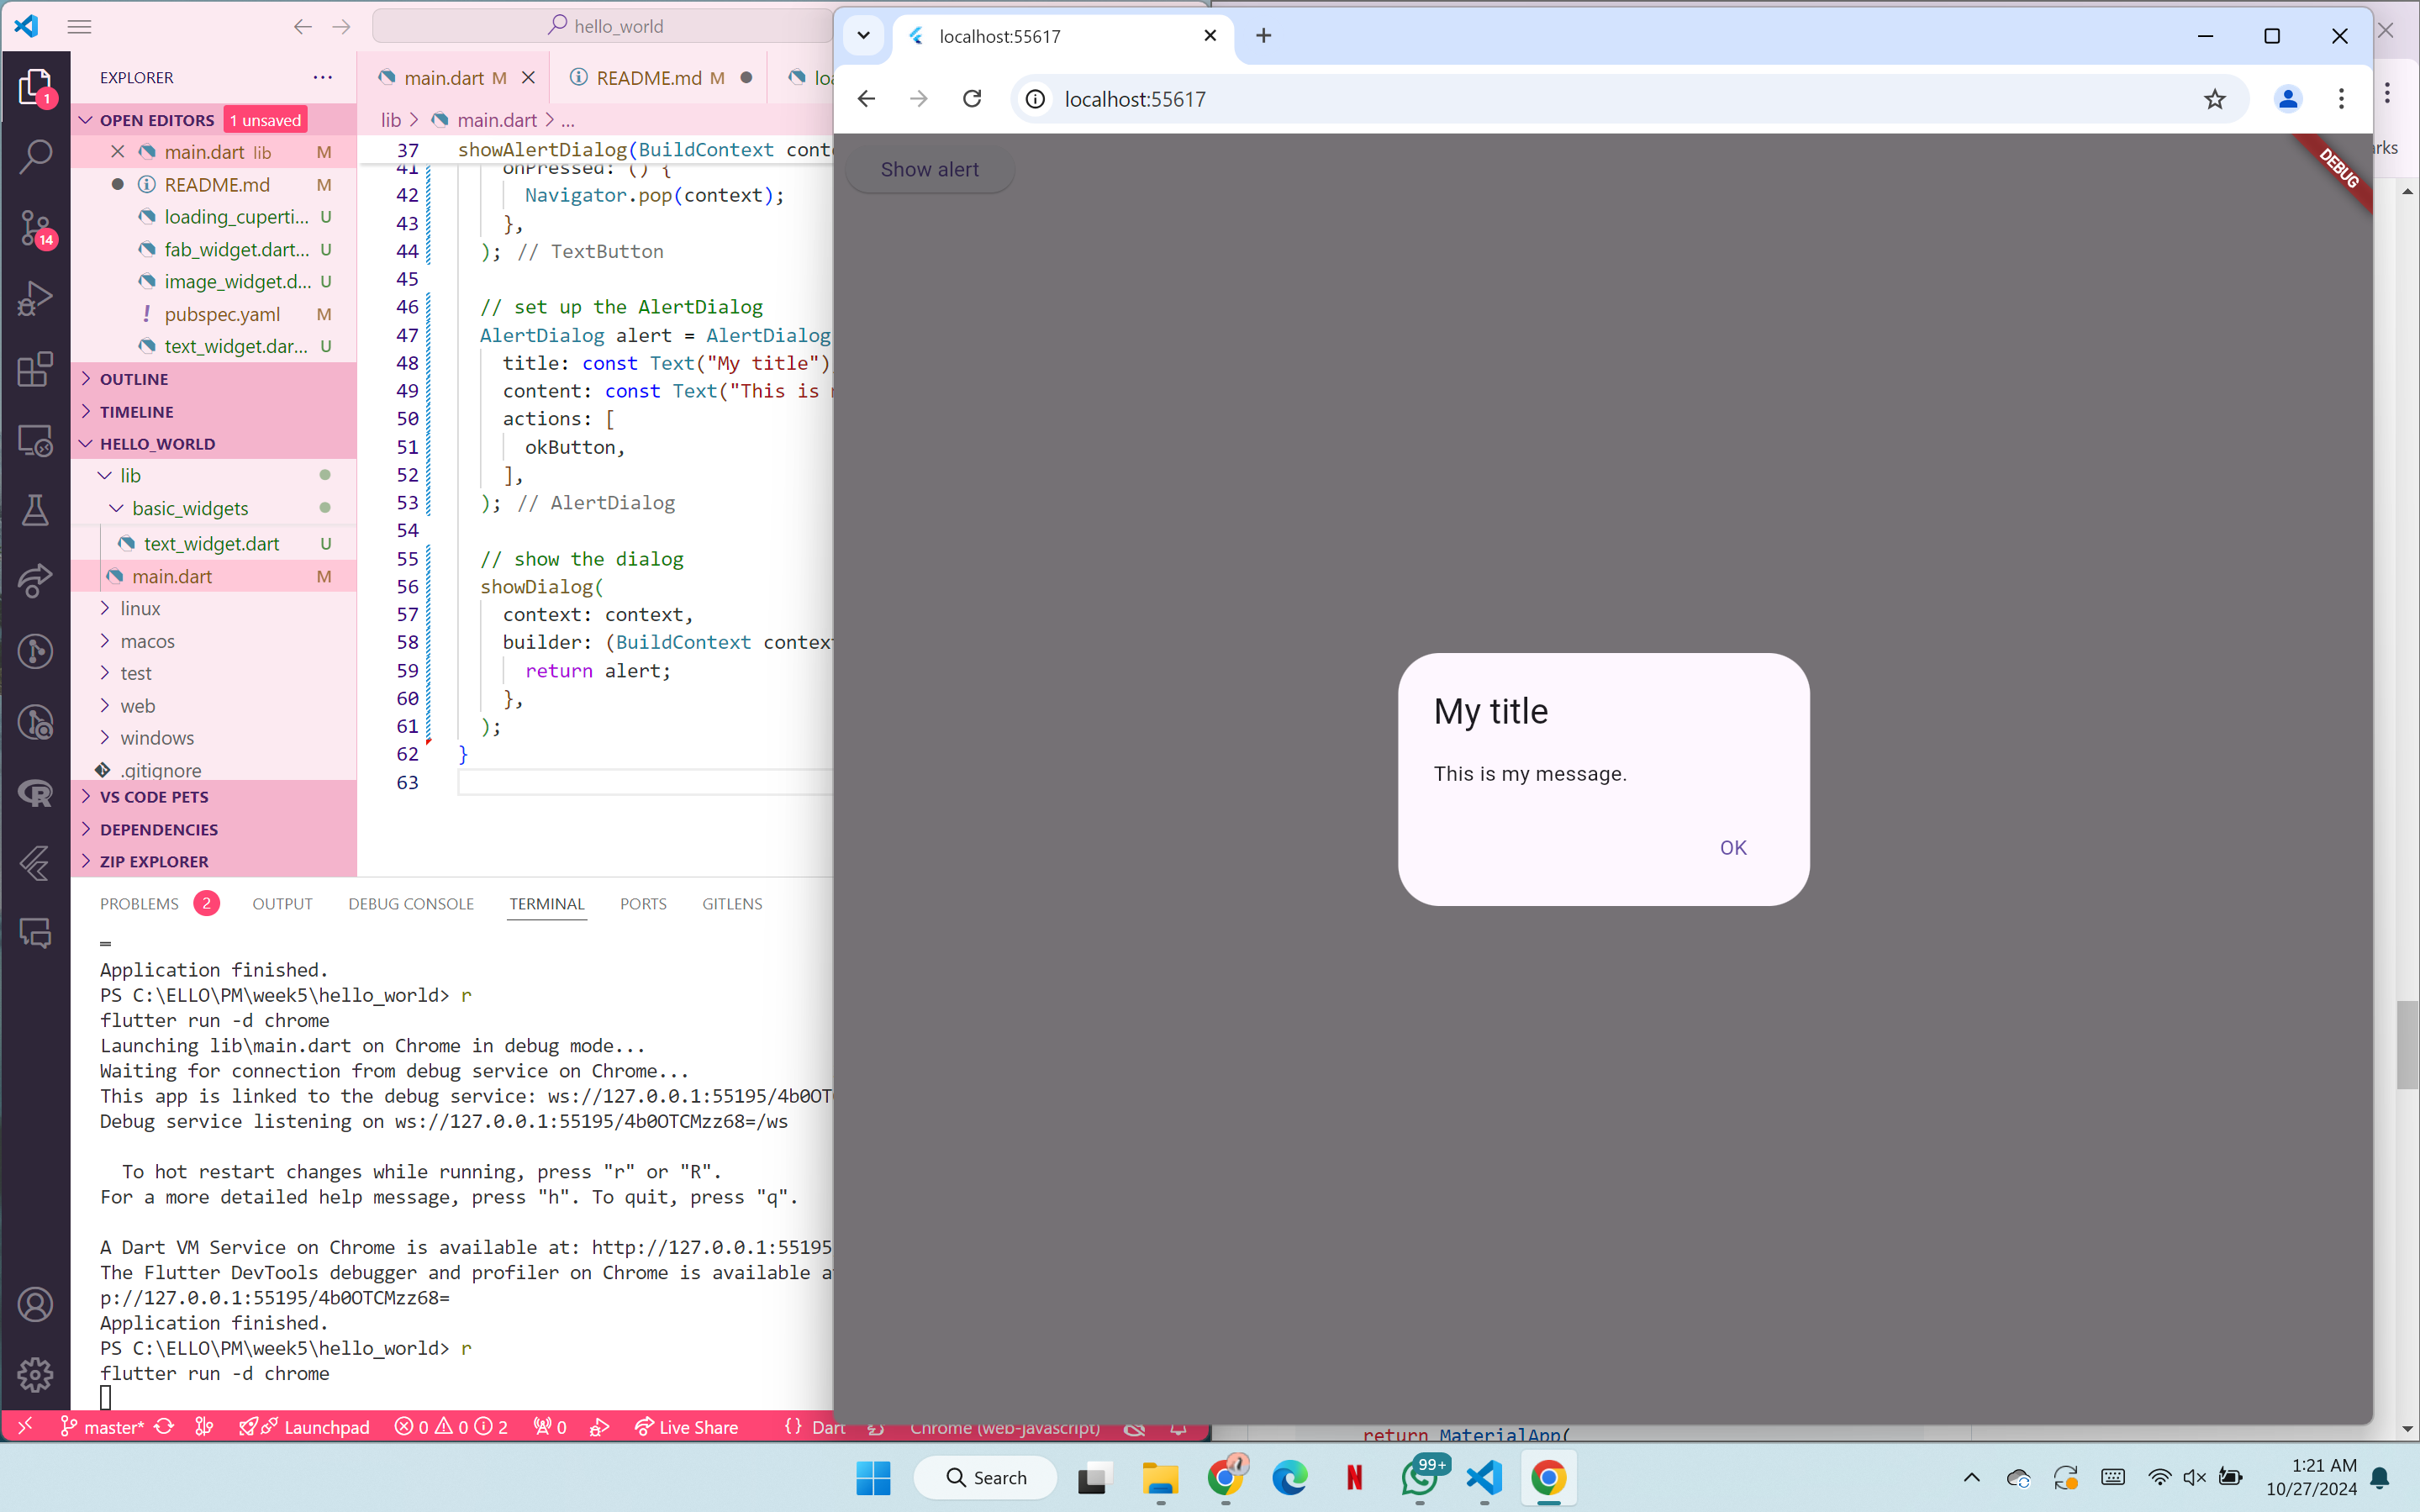 hello_world
EXPLORER
OPEN EDITORS 1 unsaved
main.dart lib M
README.md M
loading_cuperti... U
fab_widget.dart... U
image_widget.d... U
pubspec.yaml M
text_widget.dar... U
OUTLINE
TIMELINE
HELLO_WORLD
lib
basic_widgets
text_widget.dart U
main.dart M
linux
macos
test
web
windows
.gitignore
VS CODE PETS
DEPENDENCIES
ZIP EXPLORER
1
14
main.dart M
README.md M
lib > main.dart > ...
37 showAlertDialog(BuildContext
41 onPressed: () {
42 Navigator.pop(context);
43 },
44 ); // TextButton
45
46 // set up the AlertDialog
47 AlertDialog alert = AlertDialog
48 title: const Text("My title")
49 content: const Text("This is
50 actions: [
51 okButton,
52 ],
53 ); // AlertDialog
54
55 // show the dialog
56 showDialog(
57 context: context,
58 builder: (BuildContext
59 return alert;
60 },
61 );
62 }
63
PROBLEMS 2 OUTPUT DEBUG CONSOLE TERMINAL PORTS GITLENS
Application finished.
PS C:\ELLO\PM\week5\hello_world> r
flutter run -d chrome
Launching lib\main.dart on Chrome in debug mode...
Waiting for connection from debug service on Chrome...
This app is linked to the debug service: ws://127.0.0.1:55195/4b0OT
Debug service listening on ws://127.0.0.1:55195/4b0OTCMzz68=/ws
To hot restart changes while running, press "r" or "R".
For a more detailed help message, press "h". To quit, press "q".
A Dart VM Service on Chrome is available at: http://127.0.0.1:55195
The Flutter DevTools debugger and profiler on Chrome is available
p://127.0.0.1:55195/4b0OTCMzz68=
Application finished.
PS C:\ELLO\PM\week5\hello_world> r
flutter run -d chrome
master* Launchpad 0 0 2 0 Live Share {} Dart Chrome (web-javascript)
localhost:55617
localhost:55617
Show alert
DEBUG
My title
This is my message.
OK
return MaterialApp(
Search
99+
1:21 AM
10/27/2024